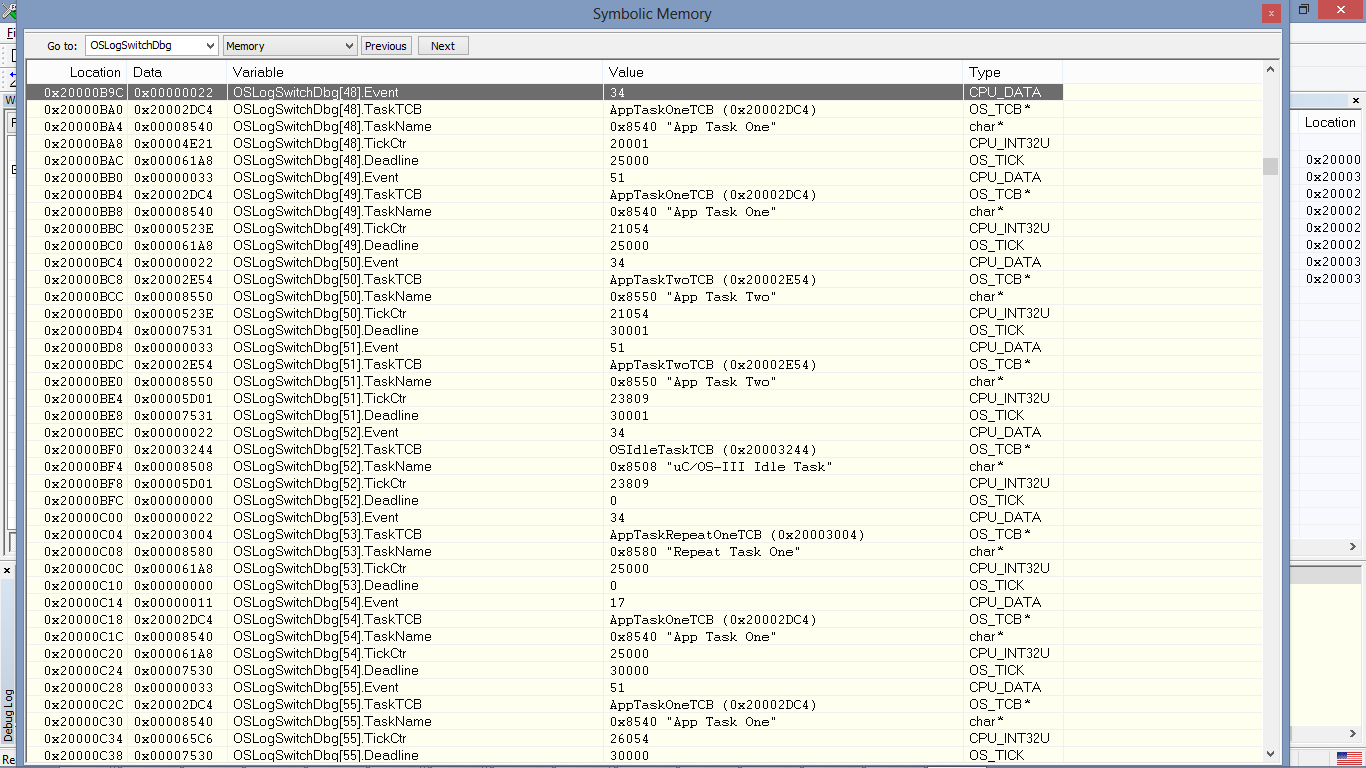 Symbolic Memory
x
Go to: OSLogSwitchDbg Memory Previous Next
Location Data Variable Value Type
0x20000B9C 0x00000022 OSLogSwitchDbg[48].Event 34 CPU_DATA
0x20000BA0 0x20002DC4 OSLogSwitchDbg[48].TaskTCB AppTaskOneTCB (0x20002DC4) OS_TCB*
0x20000BA4 0x00008540 OSLogSwitchDbg[48].TaskName 0x8540 "App Task One" char*
0x20000BA8 0x00004E21 OSLogSwitchDbg[48].TickCtr 20001 CPU_INT32U
0x20000BAC 0x000061A8 OSLogSwitchDbg[48].Deadline 25000 OS_TICK
0x20000BB0 0x00000033 OSLogSwitchDbg[49].Event 51 CPU_DATA
0x20000BB4 0x20002DC4 OSLogSwitchDbg[49].TaskTCB AppTaskOneTCB (0x20002DC4) OS_TCB*
0x20000BB8 0x00008540 OSLogSwitchDbg[49].TaskName 0x8540 "App Task One" char*
0x20000BBC 0x0000523E OSLogSwitchDbg[49].TickCtr 21054 CPU_INT32U
0x20000BC0 0x000061A8 OSLogSwitchDbg[49].Deadline 25000 OS_TICK
0x20000BC4 0x00000022 OSLogSwitchDbg[50].Event 34 CPU_DATA
0x20000BC8 0x20002E54 OSLogSwitchDbg[50].TaskTCB AppTaskTwoTCB (0x20002E54) OS_TCB*
0x20000BCC 0x00008550 OSLogSwitchDbg[50].TaskName 0x8550 "App Task Two" char*
0x20000BD0 0x0000523E OSLogSwitchDbg[50].TickCtr 21054 CPU_INT32U
0x20000BD4 0x00007531 OSLogSwitchDbg[50].Deadline 30001 OS_TICK
0x20000BD8 0x00000033 OSLogSwitchDbg[51].Event 51 CPU_DATA
0x20000BDC 0x20002E54 OSLogSwitchDbg[51].TaskTCB AppTaskTwoTCB (0x20002E54) OS_TCB*
0x20000BE0 0x00008550 OSLogSwitchDbg[51].TaskName 0x8550 "App Task Two" char*
0x20000BE4 0x00005D01 OSLogSwitchDbg[51].TickCtr 23809 CPU_INT32U
0x20000BE8 0x00007531 OSLogSwitchDbg[51].Deadline 30001 OS_TICK
0x20000BEC 0x00000022 OSLogSwitchDbg[52].Event 34 CPU_DATA
0x20000BF0 0x20003244 OSLogSwitchDbg[52].TaskTCB OSIdleTaskTCB (0x20003244) OS_TCB*
0x20000BF4 0x00008508 OSLogSwitchDbg[52].TaskName 0x8508 "uC/OS-III Idle Task" char*
0x20000BF8 0x00005D01 OSLogSwitchDbg[52].TickCtr 23809 CPU_INT32U
0x20000BFC 0x00000000 OSLogSwitchDbg[52].Deadline 0 OS_TICK
0x20000C00 0x00000022 OSLogSwitchDbg[53].Event 34 CPU_DATA
0x20000C04 0x20003004 OSLogSwitchDbg[53].TaskTCB AppTaskRepeatOneTCB (0x20003004) OS_TCB*
0x20000C08 0x00008580 OSLogSwitchDbg[53].TaskName 0x8580 "Repeat Task One" char*
0x20000C0C 0x000061A8 OSLogSwitchDbg[53].TickCtr 25000 CPU_INT32U
0x20000C10 0x00000000 OSLogSwitchDbg[53].Deadline 0 OS_TICK
0x20000C14 0x00000011 OSLogSwitchDbg[54].Event 17 CPU_DATA
0x20000C18 0x20002DC4 OSLogSwitchDbg[54].TaskTCB AppTaskOneTCB (0x20002DC4) OS_TCB*
0x20000C1C 0x00008540 OSLogSwitchDbg[54].TaskName 0x8540 "App Task One" char*
0x20000C20 0x000061A8 OSLogSwitchDbg[54].TickCtr 25000 CPU_INT32U
0x20000C24 0x00007530 OSLogSwitchDbg[54].Deadline 30000 OS_TICK
0x20000C28 0x00000033 OSLogSwitchDbg[55].Event 51 CPU_DATA
0x20000C2C 0x20002DC4 OSLogSwitchDbg[55].TaskTCB AppTaskOneTCB (0x20002DC4) OS_TCB*
0x20000C30 0x00008540 OSLogSwitchDbg[55].TaskName 0x8540 "App Task One" char*
0x20000C34 0x000065C6 OSLogSwitchDbg[55].TickCtr 26054 CPU_INT32U
0x20000C38 0x00007530 OSLogSwitchDbg[55].Deadline 30000 OS_TICK
Location
0x20000
0x20003
0x20002
0x20002
0x20002
0x20002
0x20003
0x20003
Debug Log
Re